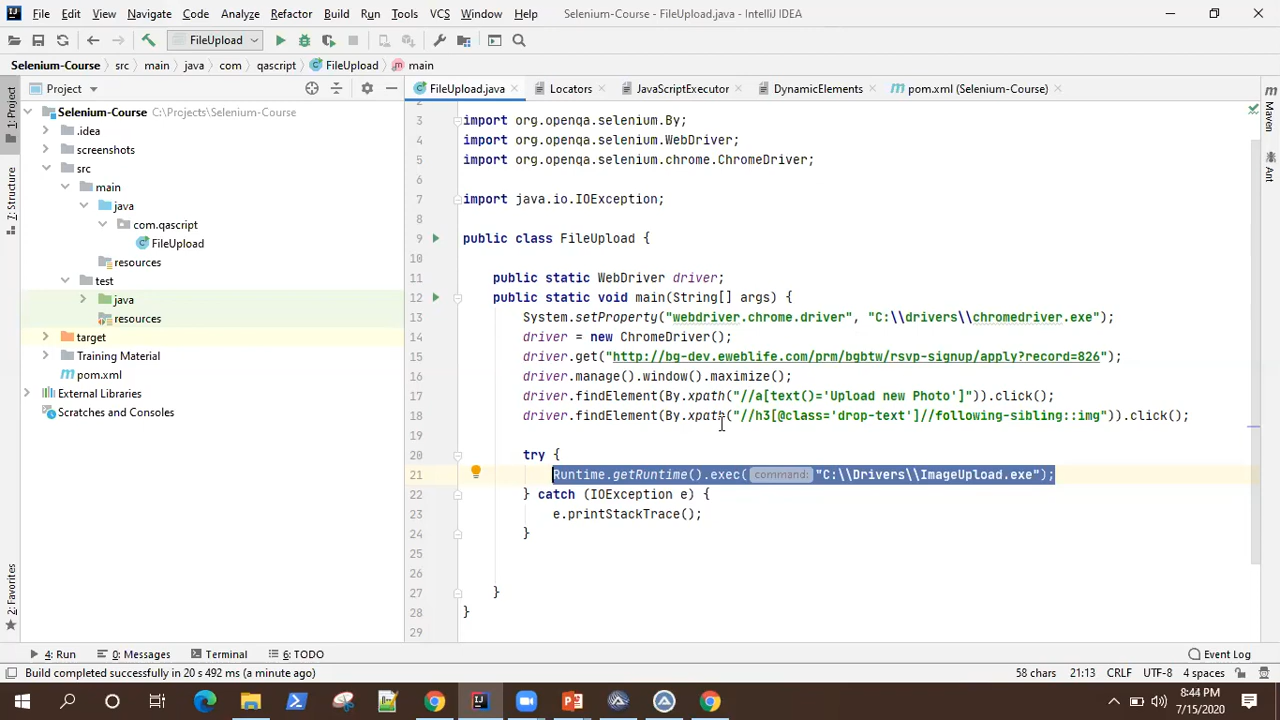 File Edit View Navigate Code Analyze Refactor Build Run Tools VCS Window Help Selenium-Course - FileUpload.java - IntelliJ IDEA
FileUpload
Selenium-Course src main java com qascript FileUpload main
Project FileUpload.java Locators JavaScriptExecutor DynamicElements pom.xml (Selenium-Course)
1: Project
7: Structure
2: Favorites
Maven
Ant
Selenium-Course C:\Projects\Selenium-Course
.idea
screenshots
src
main
java
com.qascript
FileUpload
resources
test
java
resources
target
Training Material
pom.xml
External Libraries
Scratches and Consoles
2
3 import org.openqa.selenium.By;
4 import org.openqa.selenium.WebDriver;
5 import org.openqa.selenium.chrome.ChromeDriver;
6
7 import java.io.IOException;
8
9 public class FileUpload {
10
11 public static WebDriver driver;
12 public static void main(String[] args) {
13 System.setProperty("webdriver.chrome.driver", "C:\\drivers\\chromedriver.exe");
14 driver = new ChromeDriver();
15 driver.get("http://bg-dev.eweblife.com/prm/bgbtw/rsvp-signup/apply?record=826");
16 driver.manage().window().maximize();
17 driver.findElement(By.xpath("//a[text()='Upload new Photo']")).click();
18 driver.findElement(By.xpath("//h3[@class='drop-text']//following-sibling::img")).click();
19
20 try {
21 Runtime.getRuntime().exec( command: "C:\\Drivers\\ImageUpload.exe");
22 } catch (IOException e) {
23 e.printStackTrace();
24 }
25
26
27 }
28 }
29
4: Run 0: Messages Terminal 6: TODO Event Log
Build completed successfully in 20 s 492 ms (a minute ago) 58 chars 21:13 CRLF UTF-8 4 spaces
8:44 PM
7/15/2020